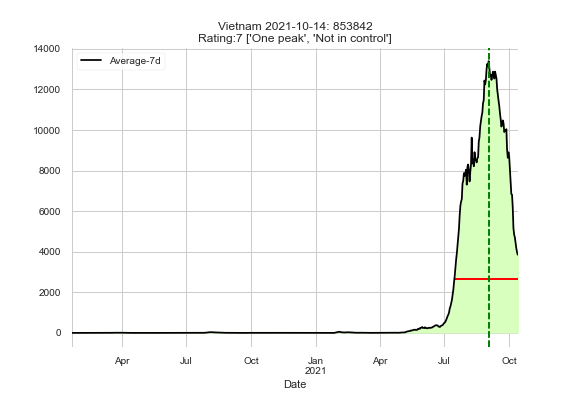 Vietnam 2021-10-14: 853842
Rating:7 ['One peak', 'Not in control']
Average-7d
14000
12000
10000
8000
6000
4000
2000
0
Apr Jul Oct Jan Apr Jul Oct
2021
Date